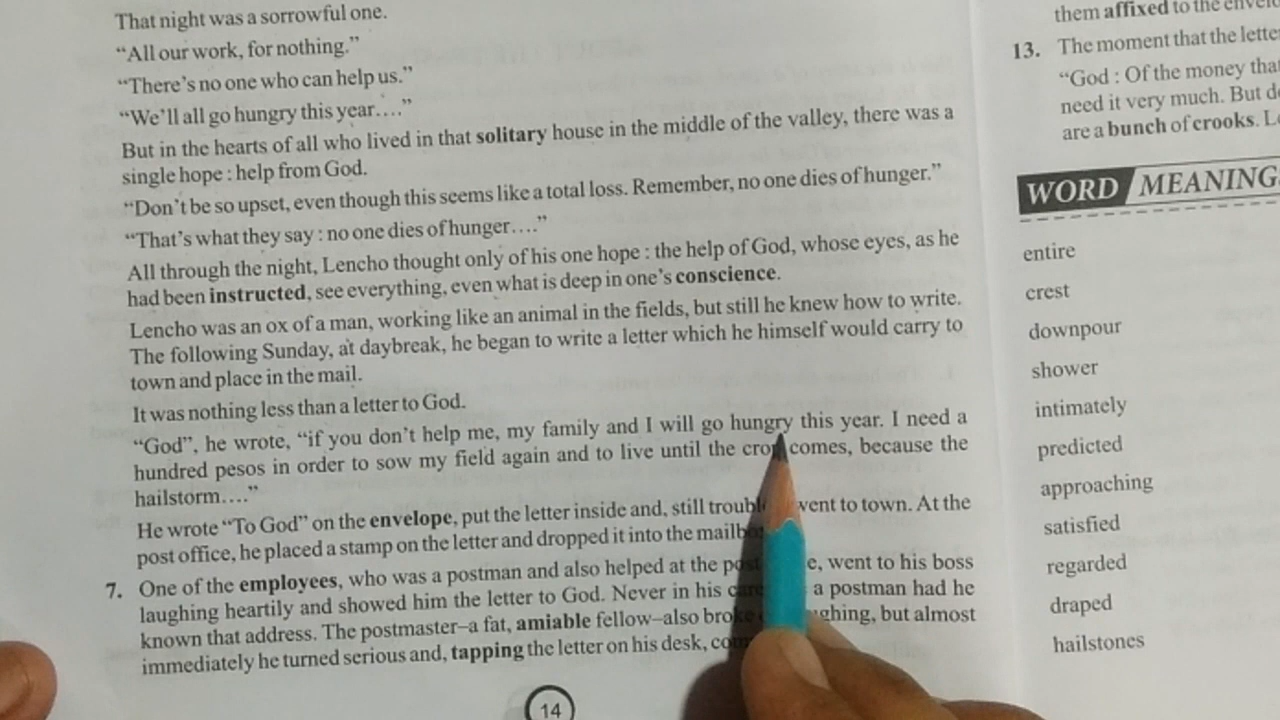 That night was a sorrowful one.
“All our work, for nothing.”
“There’s no one who can help us.”
“We’ll all go hungry this year....”
But in the hearts of all who lived in that solitary house in the middle of the valley, there was a
single hope : help from God.
“Don’t be so upset, even though this seems like a total loss. Remember, no one dies of hunger.”
“That’s what they say : no one dies of hunger....”
All through the night, Lencho thought only of his one hope : the help of God, whose eyes, as he
had been instructed, see everything, even what is deep in one’s conscience.
Lencho was an ox of a man, working like an animal in the fields, but still he knew how to write.
The following Sunday, at daybreak, he began to write a letter which he himself would carry to
town and place in the mail.
It was nothing less than a letter to God.
“God”, he wrote, “if you don’t help me, my family and I will go hungry this year. I need a
hundred pesos in order to sow my field again and to live until the crop comes, because the
hailstorm....”
He wrote “To God” on the envelope, put the letter inside and, still went to town. At the
post office, he placed a stamp on the letter and dropped it into the
7. One of the employees, who was a postman and also helped at the went to his boss
laughing heartily and showed him the letter to God. Never in his a postman had he
known that address. The postmaster–a fat, amiable fellow–also but almost
immediately he turned serious and, tapping the letter on his desk,
14
them affixed to the
13. The moment that the
“God : Of the money
need it very much. But
are a bunch of crooks.
WORD MEANING
entire
crest
downpour
shower
intimately
predicted
approaching
satisfied
regarded
draped
hailstones